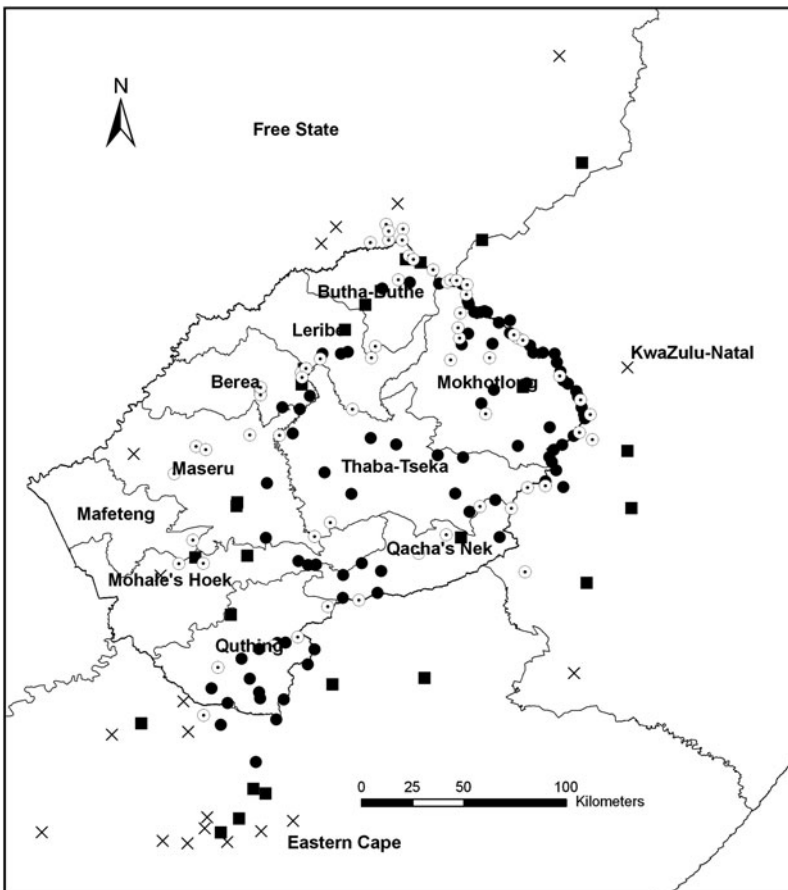 N
Free State
Butha-Buthe
Leribe
KwaZulu-Natal
Berea
Mokhotlong
Maseru
Thaba-Tseka
Mafeteng
Qacha's Nek
Mohale's Hoek
Quthing
0 25 50 100
Kilometers
Eastern Cape